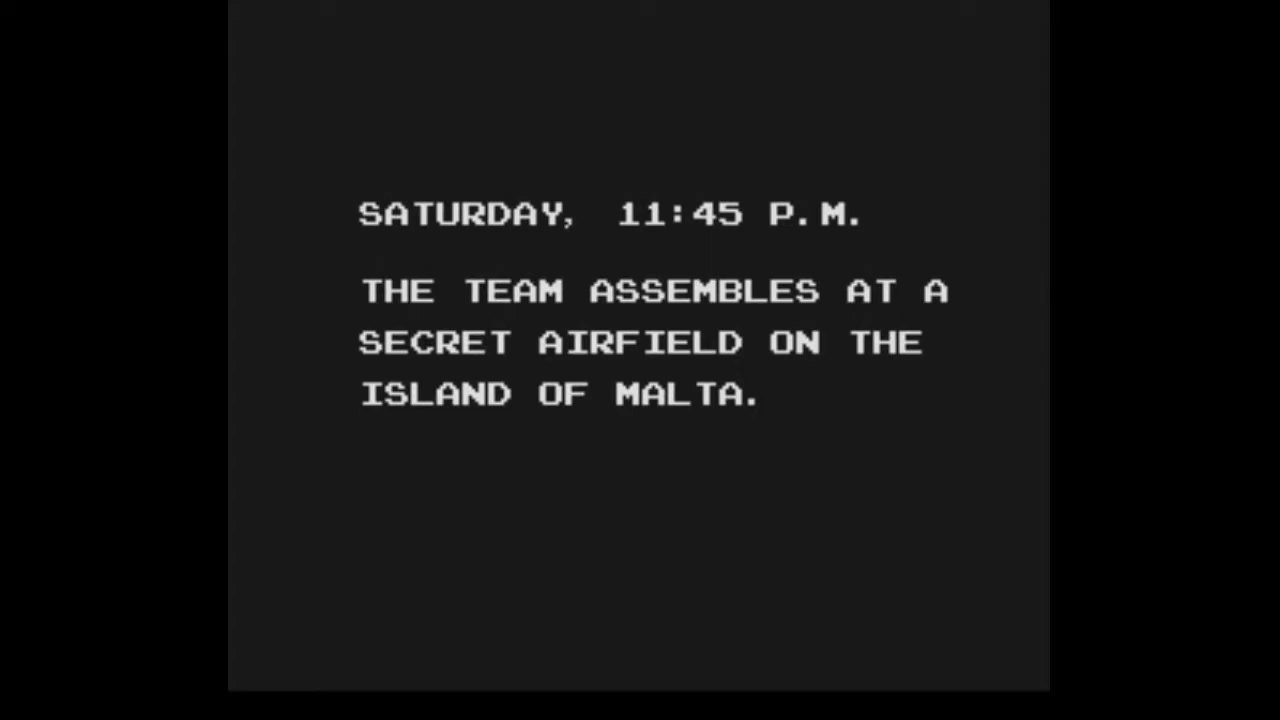 SATURDAY, 11:45 P.M.
THE TEAM ASSEMBLES AT A
SECRET AIRFIELD ON THE
ISLAND OF MALTA.